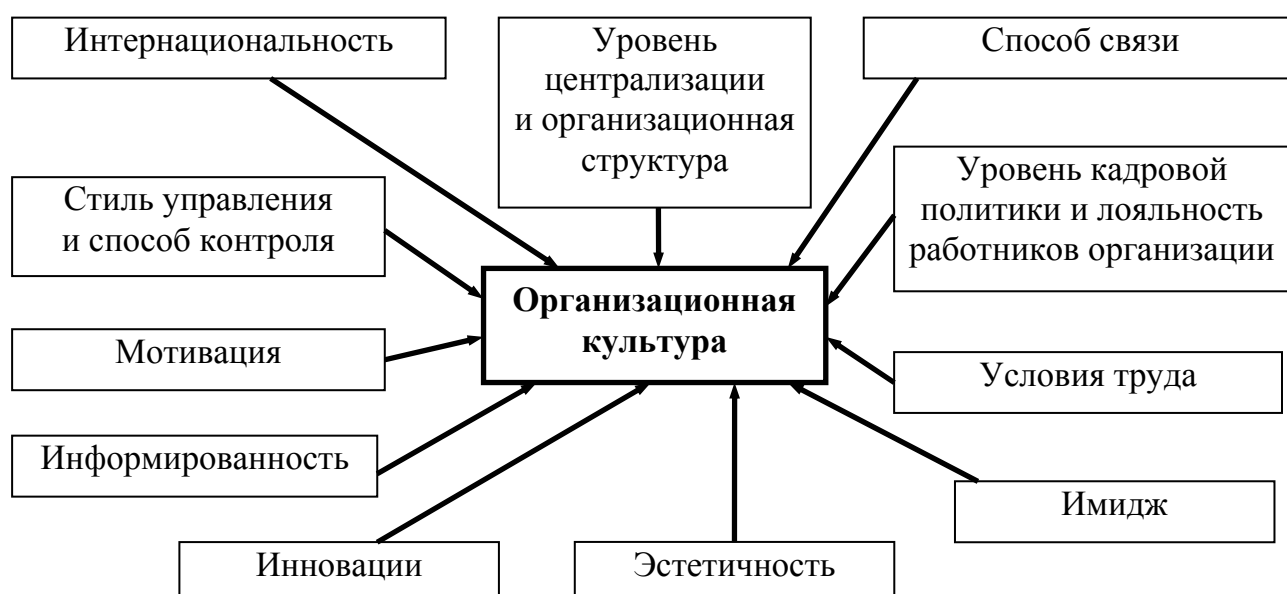 Интернациональность
Уровень
централизации
и организационная
структура
Способ связи
Стиль управления
и способ контроля
Уровень кадровой
политики и лояльность
работников организации
Организационная
культура
Мотивация
Условия труда
Информированность
Имидж
Инновации
Эстетичность